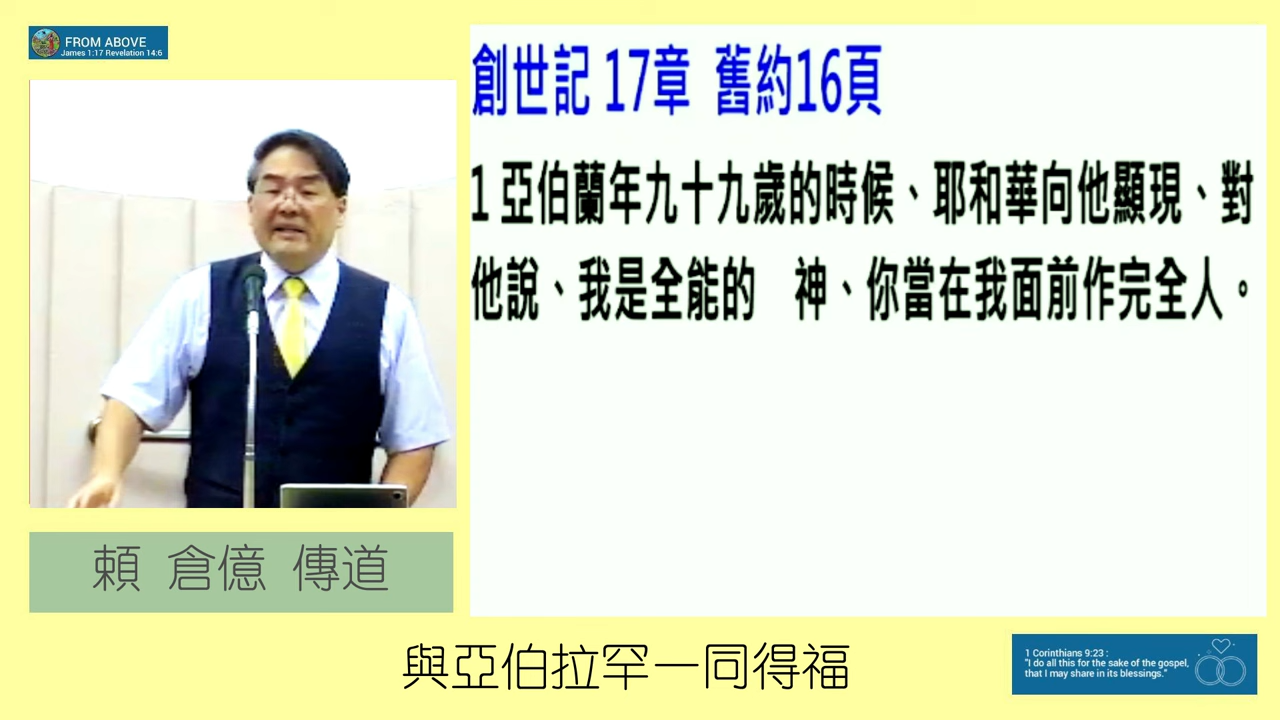 FROM ABOVE
James 1:17 Revelation 14:6
創世記 17章 舊約16頁
1 亞伯蘭年九十九歲的時候、耶和華向他顯現、對
他說、我是全能的　神、你當在我面前作完全人。
賴 倉億 傳道
與亞伯拉罕一同得福
1 Corinthians 9:23 :
"I do all this for the sake of the gospel,
that I may share in its blessings."